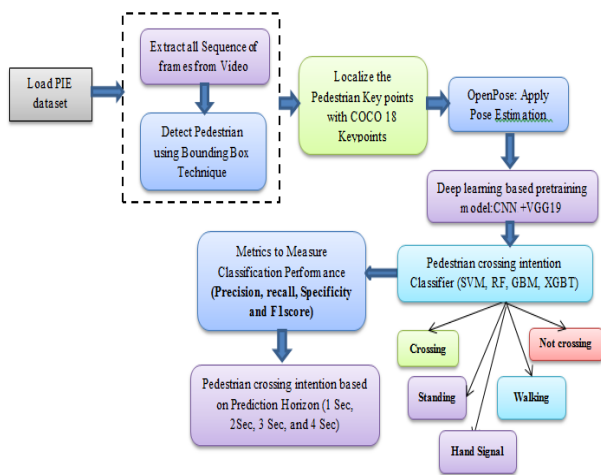 Load PIE
dataset
Extract all Sequence of
frames from Video
Detect Pedestrian
using Bounding Box
Technique
Localize the
Pedestrian Key points
with COCO 18
Keypoints
OpenPose: Apply
Pose Estimation
Deep learning based pretraining
model:CNN +VGG19
Pedestrian crossing intention
Classifier (SVM, RF, GBM, XGBT)
Metrics to Measure
Classification Performance
(Precision, recall, Specificity
and F1score)
Pedestrian crossing intention based
on Prediction Horizon (1 Sec,
2Sec, 3 Sec, and 4 Sec)
Crossing
Not crossing
Standing
Walking
Hand Signal